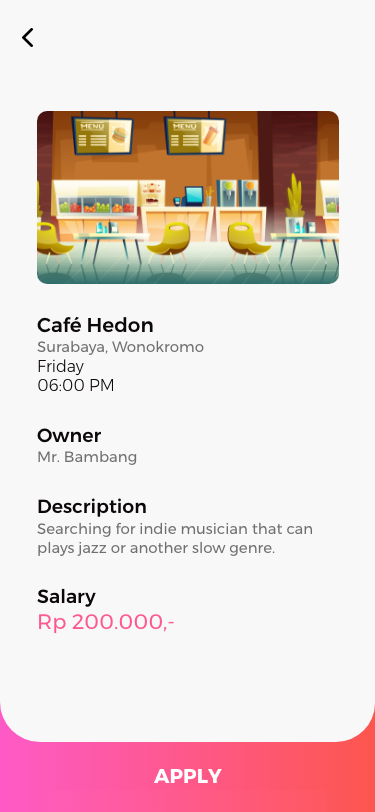 MENU
MENU
Café Hedon
Surabaya, Wonokromo
Friday
06:00 PM
Owner
Mr. Bambang
Description
Searching for indie musician that can
plays jazz or another slow genre.
Salary
Rp 200.000,-
APPLY